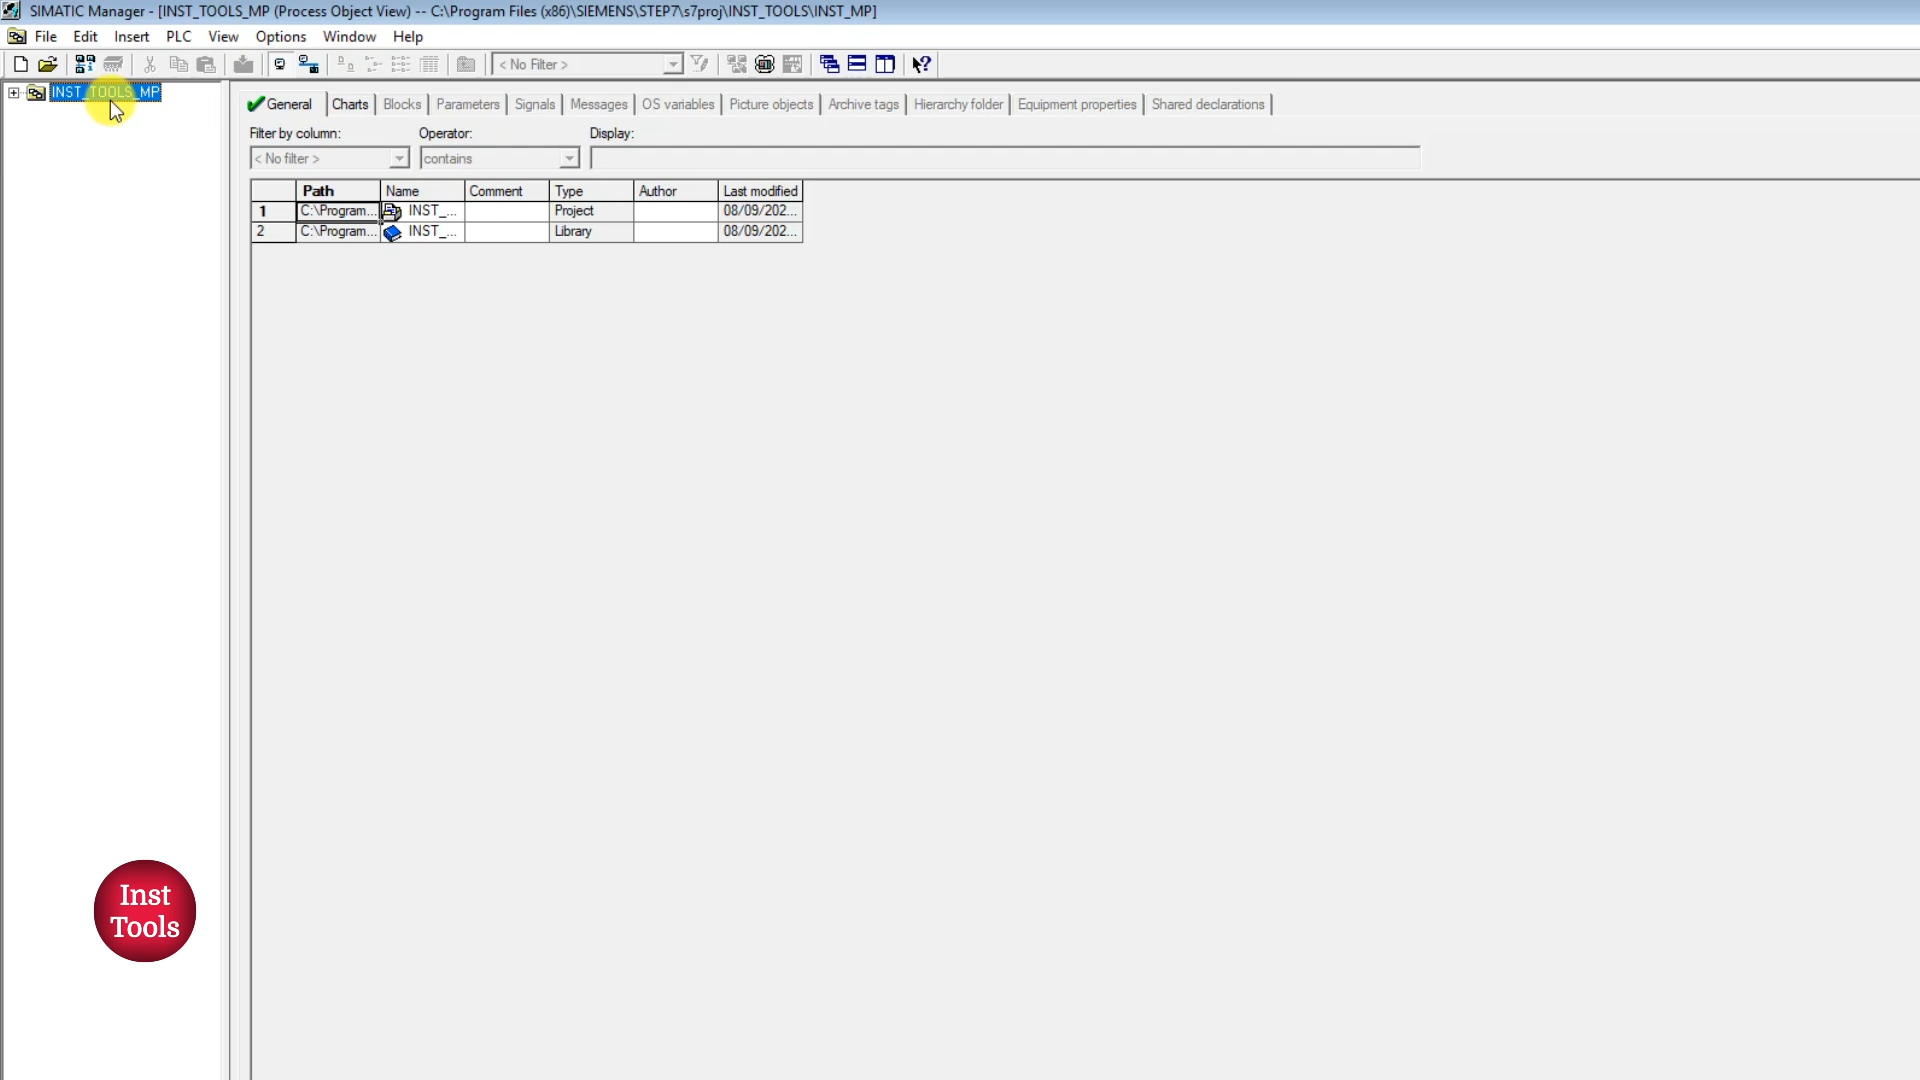 SIMATIC Manager - [INST_TOOLS_MP (Process Object View) -- C:\Program Files (x86)\SIEMENS\STEP7\s7proj\INST_TOOLS\INST_MP]
File Edit Insert PLC View Options Window Help
< No Filter >
INST_TOOLS_MP
General Charts Blocks Parameters Signals Messages OS variables Picture objects Archive tags Hierarchy folder Equipment properties Shared declarations
Filter by column: Operator: Display:
< No filter > contains
Path Name Comment Type Author Last modified
1 C:\Program... INST_... Project 08/09/202...
2 C:\Program... INST_... Library 08/09/202...
Inst
Tools